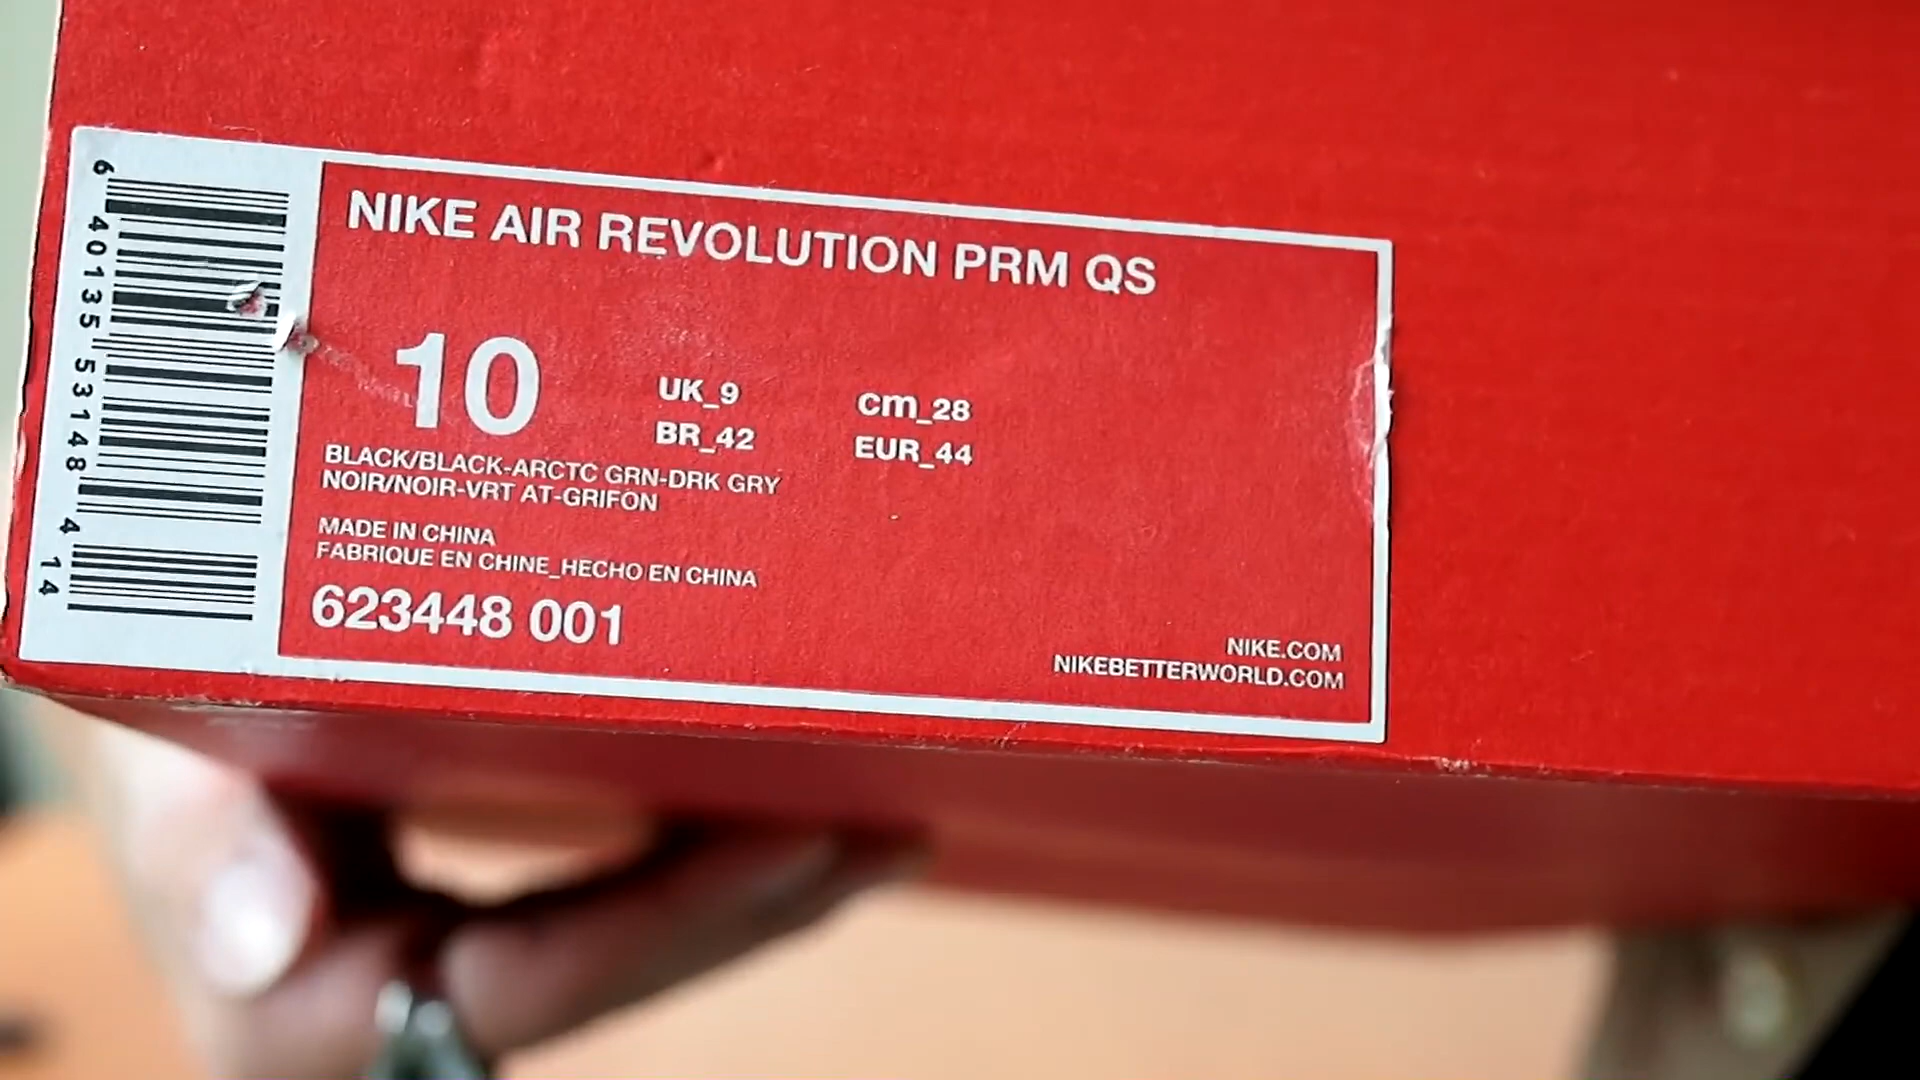 NIKE AIR REVOLUTION PRM QS
10
UK_9 cm_28
BR_42 EUR_44
BLACK/BLACK-ARCTC GRN-DRK GRY
NOIR/NOIR-VRT AT-GRIFON
MADE IN CHINA
FABRIQUE EN CHINE_HECHO EN CHINA
623448 001
NIKE.COM
NIKEBETTERWORLD.COM
6 40135 53148 4 14